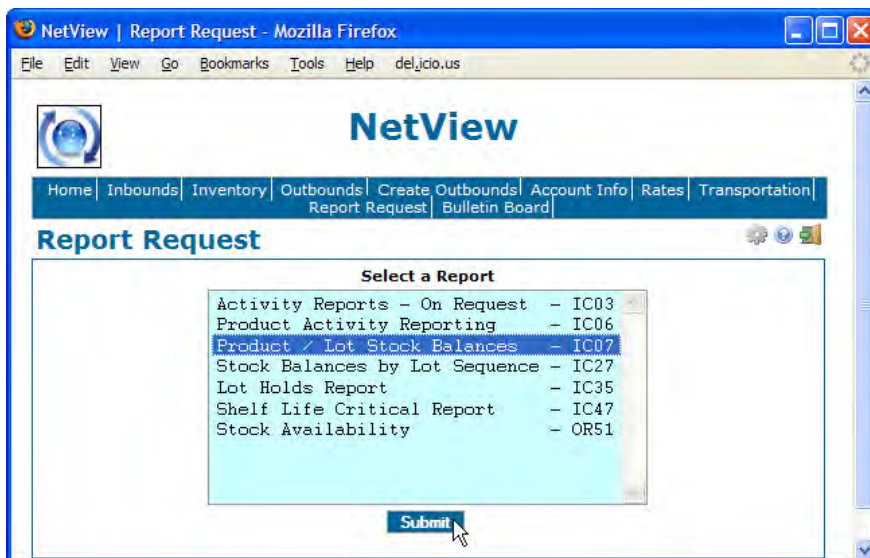 NetView | Report Request - Mozilla Firefox
File Edit View Go Bookmarks Tools Help del.icio.us
NetView
Home| Inbounds| Inventory| Outbounds| Create Outbounds| Account Info| Rates| Transportation|
Report Request| Bulletin Board|
Report Request
Select a Report
Activity Reports - On Request - IC03
Product Activity Reporting - IC06
Product / Lot Stock Balances - IC07
Stock Balances by Lot Sequence - IC27
Lot Holds Report - IC35
Shelf Life Critical Report - IC47
Stock Availability - OR51
Submit